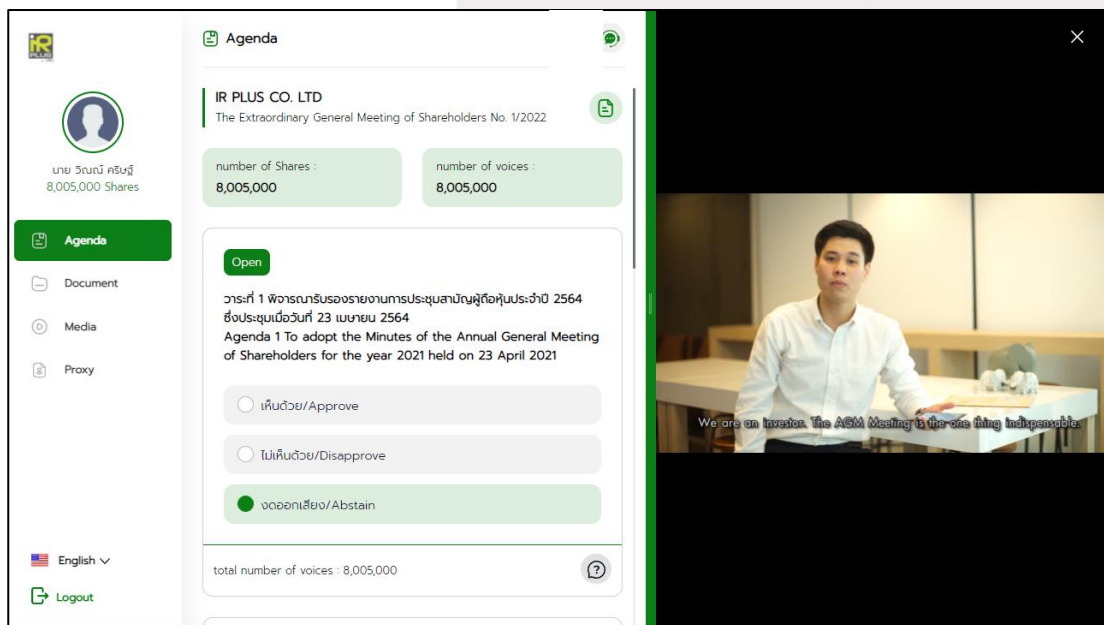 iR
PLUS
นาย วิณณ์ คริษฐ์
8,005,000 Shares
Agenda
Document
Media
Proxy
English
Logout
Agenda
IR PLUS CO. LTD
The Extraordinary General Meeting of Shareholders No. 1/2022
number of Shares :
8,005,000
number of voices :
8,005,000
Open
วาระที่ 1 พิจารณารับรองรายงานการประชุมสามัญผู้ถือหุ้นประจำปี 2564
ซึ่งประชุมเมื่อวันที่ 23 เมษายน 2564
Agenda 1 To adopt the Minutes of the Annual General Meeting
of Shareholders for the year 2021 held on 23 April 2021
เห็นด้วย/Approve
ไม่เห็นด้วย/Disapprove
งดออกเสียง/Abstain
total number of voices : 8,005,000
We are an investor. The AGM Meeting is the one thing indispensable.